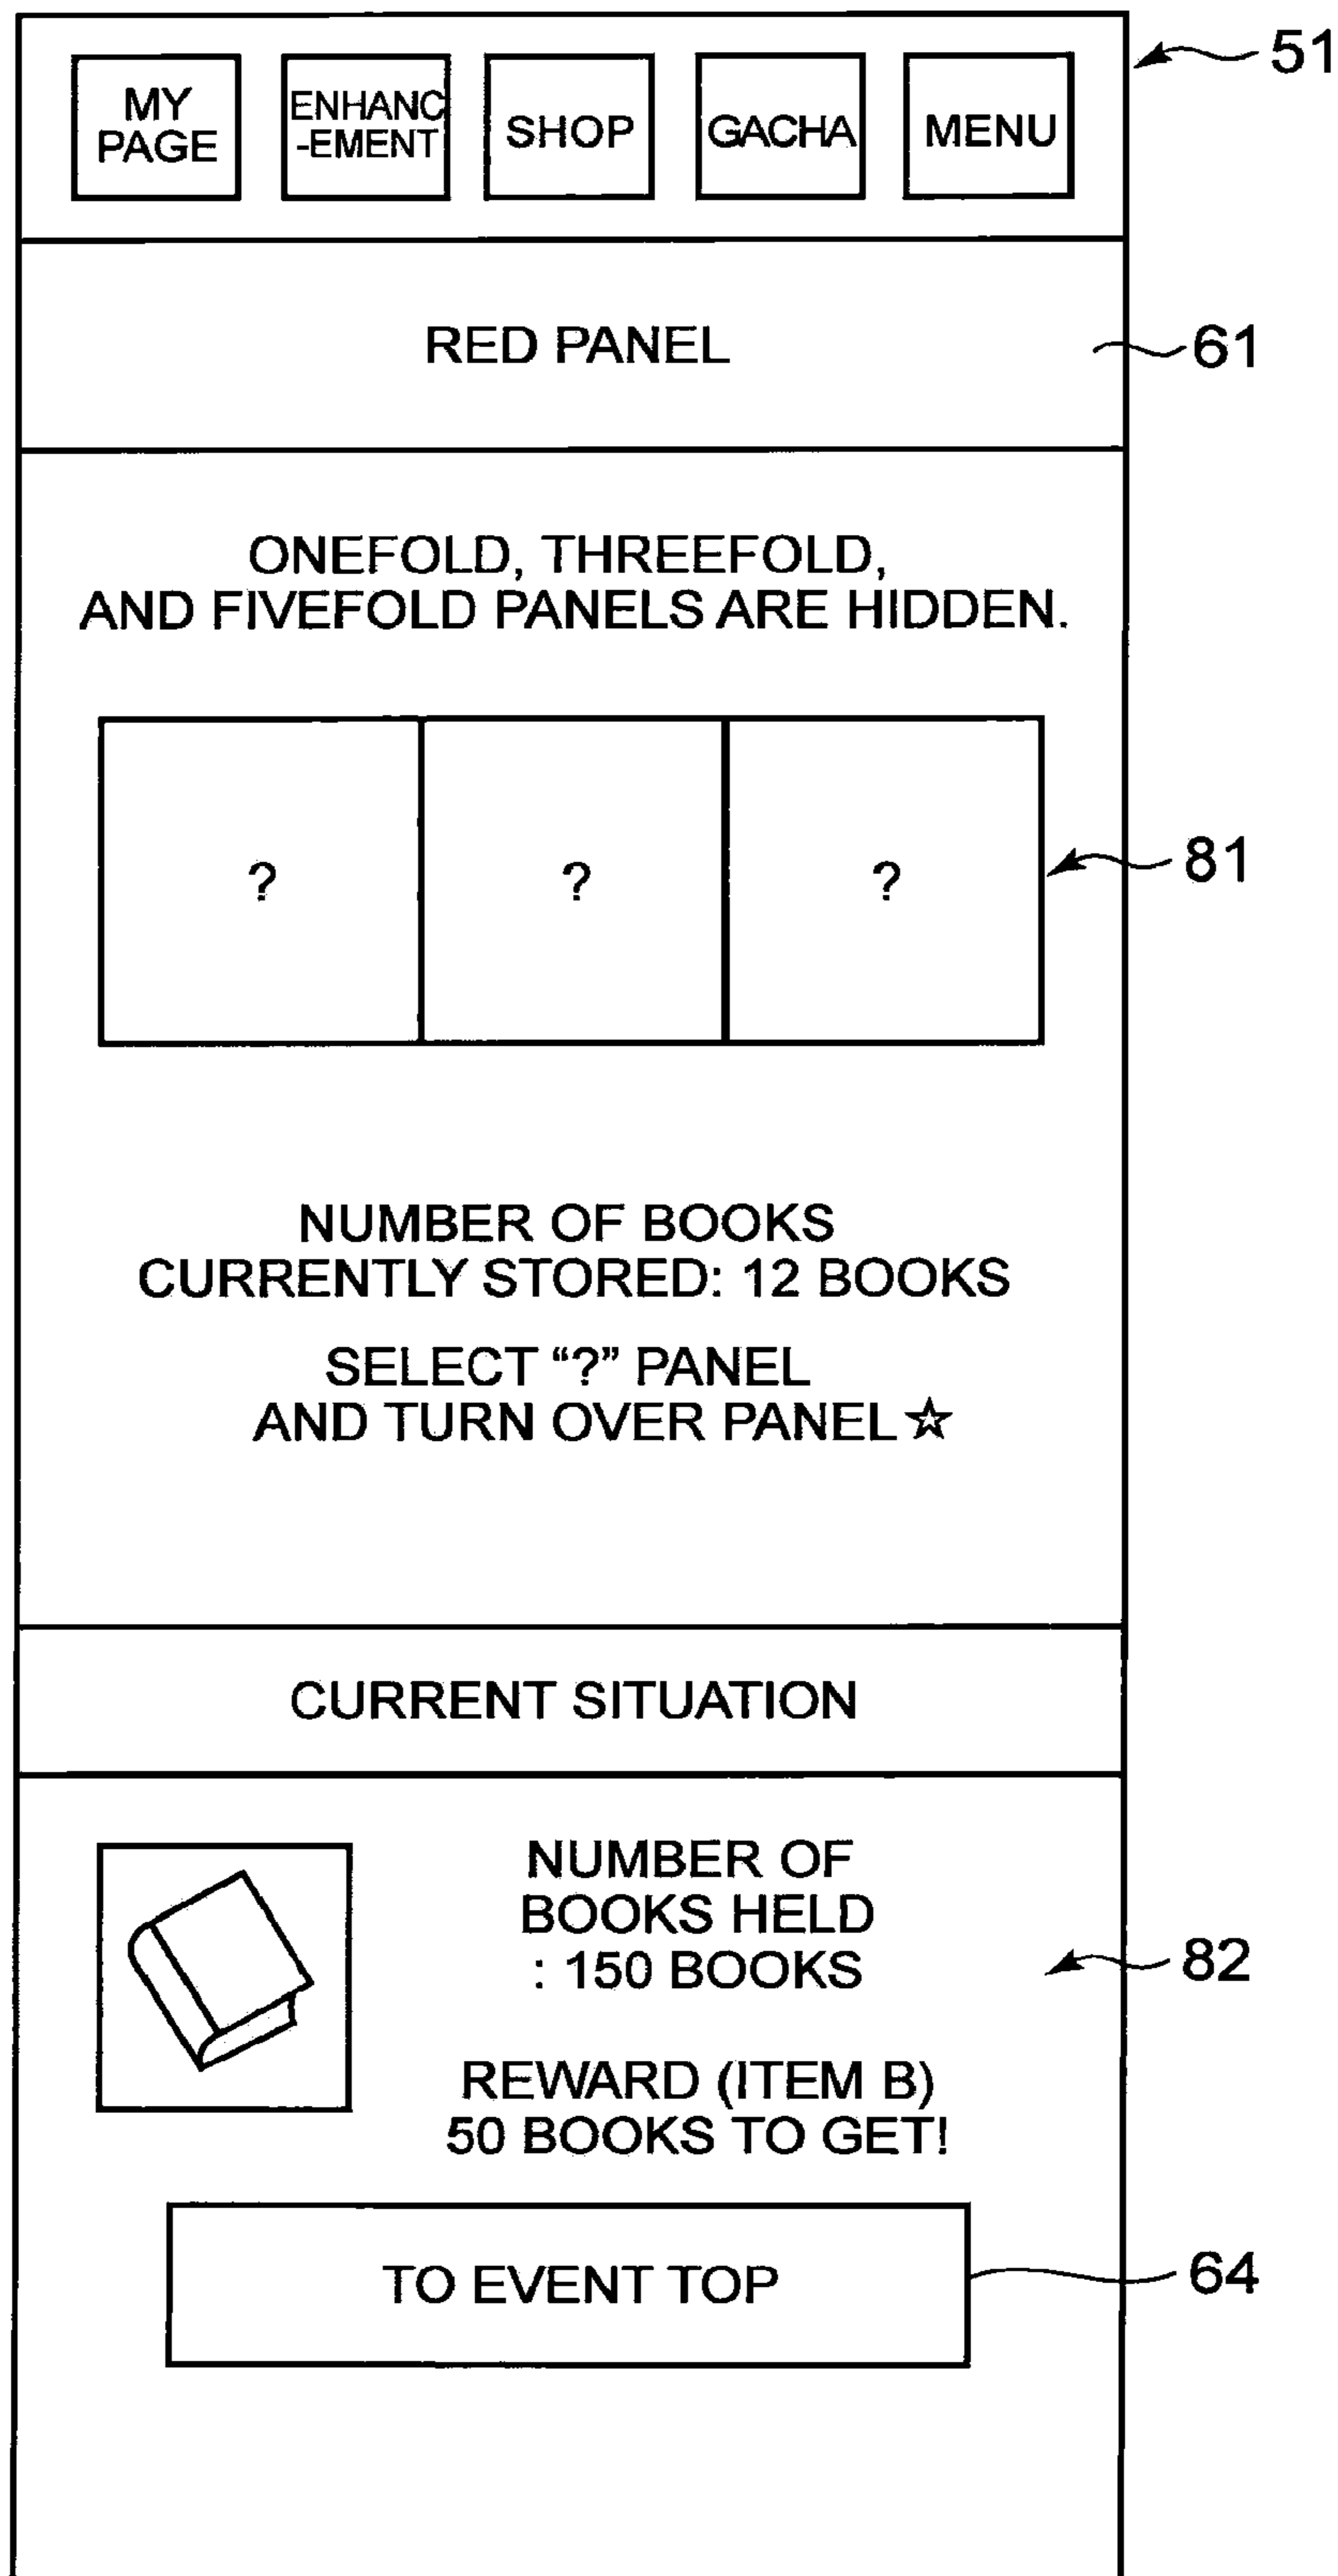 MY
PAGE
ENHANC
-EMENT
SHOP
GACHA
MENU
51
RED PANEL
61
ONEFOLD, THREEFOLD,
AND FIVEFOLD PANELS ARE HIDDEN.
? ? ?
81
NUMBER OF BOOKS
CURRENTLY STORED: 12 BOOKS
SELECT “?” PANEL
AND TURN OVER PANEL☆
CURRENT SITUATION
NUMBER OF
BOOKS HELD
: 150 BOOKS
82
REWARD (ITEM B)
50 BOOKS TO GET!
TO EVENT TOP
64